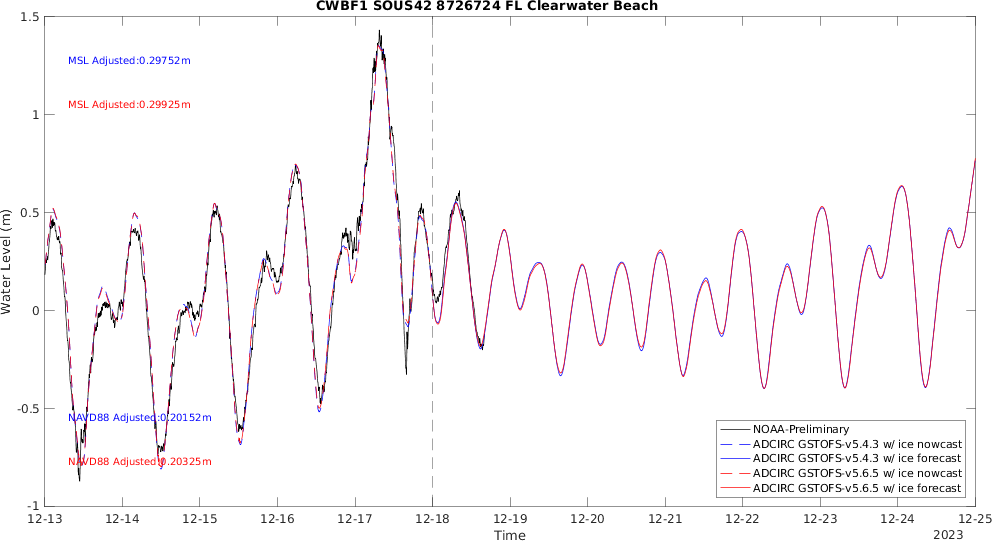 CWBF1 SOUS42 8726724 FL Clearwater Beach
1.5
1
0.5
0
-0.5
-1
Water Level (m)
MSL Adjusted:0.29752m
MSL Adjusted:0.29925m
NAVD88 Adjusted:0.20152m
NAVD88 Adjusted:0.20325m
NOAA-Preliminary
ADCIRC GSTOFS-v5.4.3 w/ ice nowcast
ADCIRC GSTOFS-v5.4.3 w/ ice forecast
ADCIRC GSTOFS-v5.6.5 w/ ice nowcast
ADCIRC GSTOFS-v5.6.5 w/ ice forecast
12-13 12-14 12-15 12-16 12-17 12-18 12-19 12-20 12-21 12-22 12-23 12-24 12-25
Time
2023